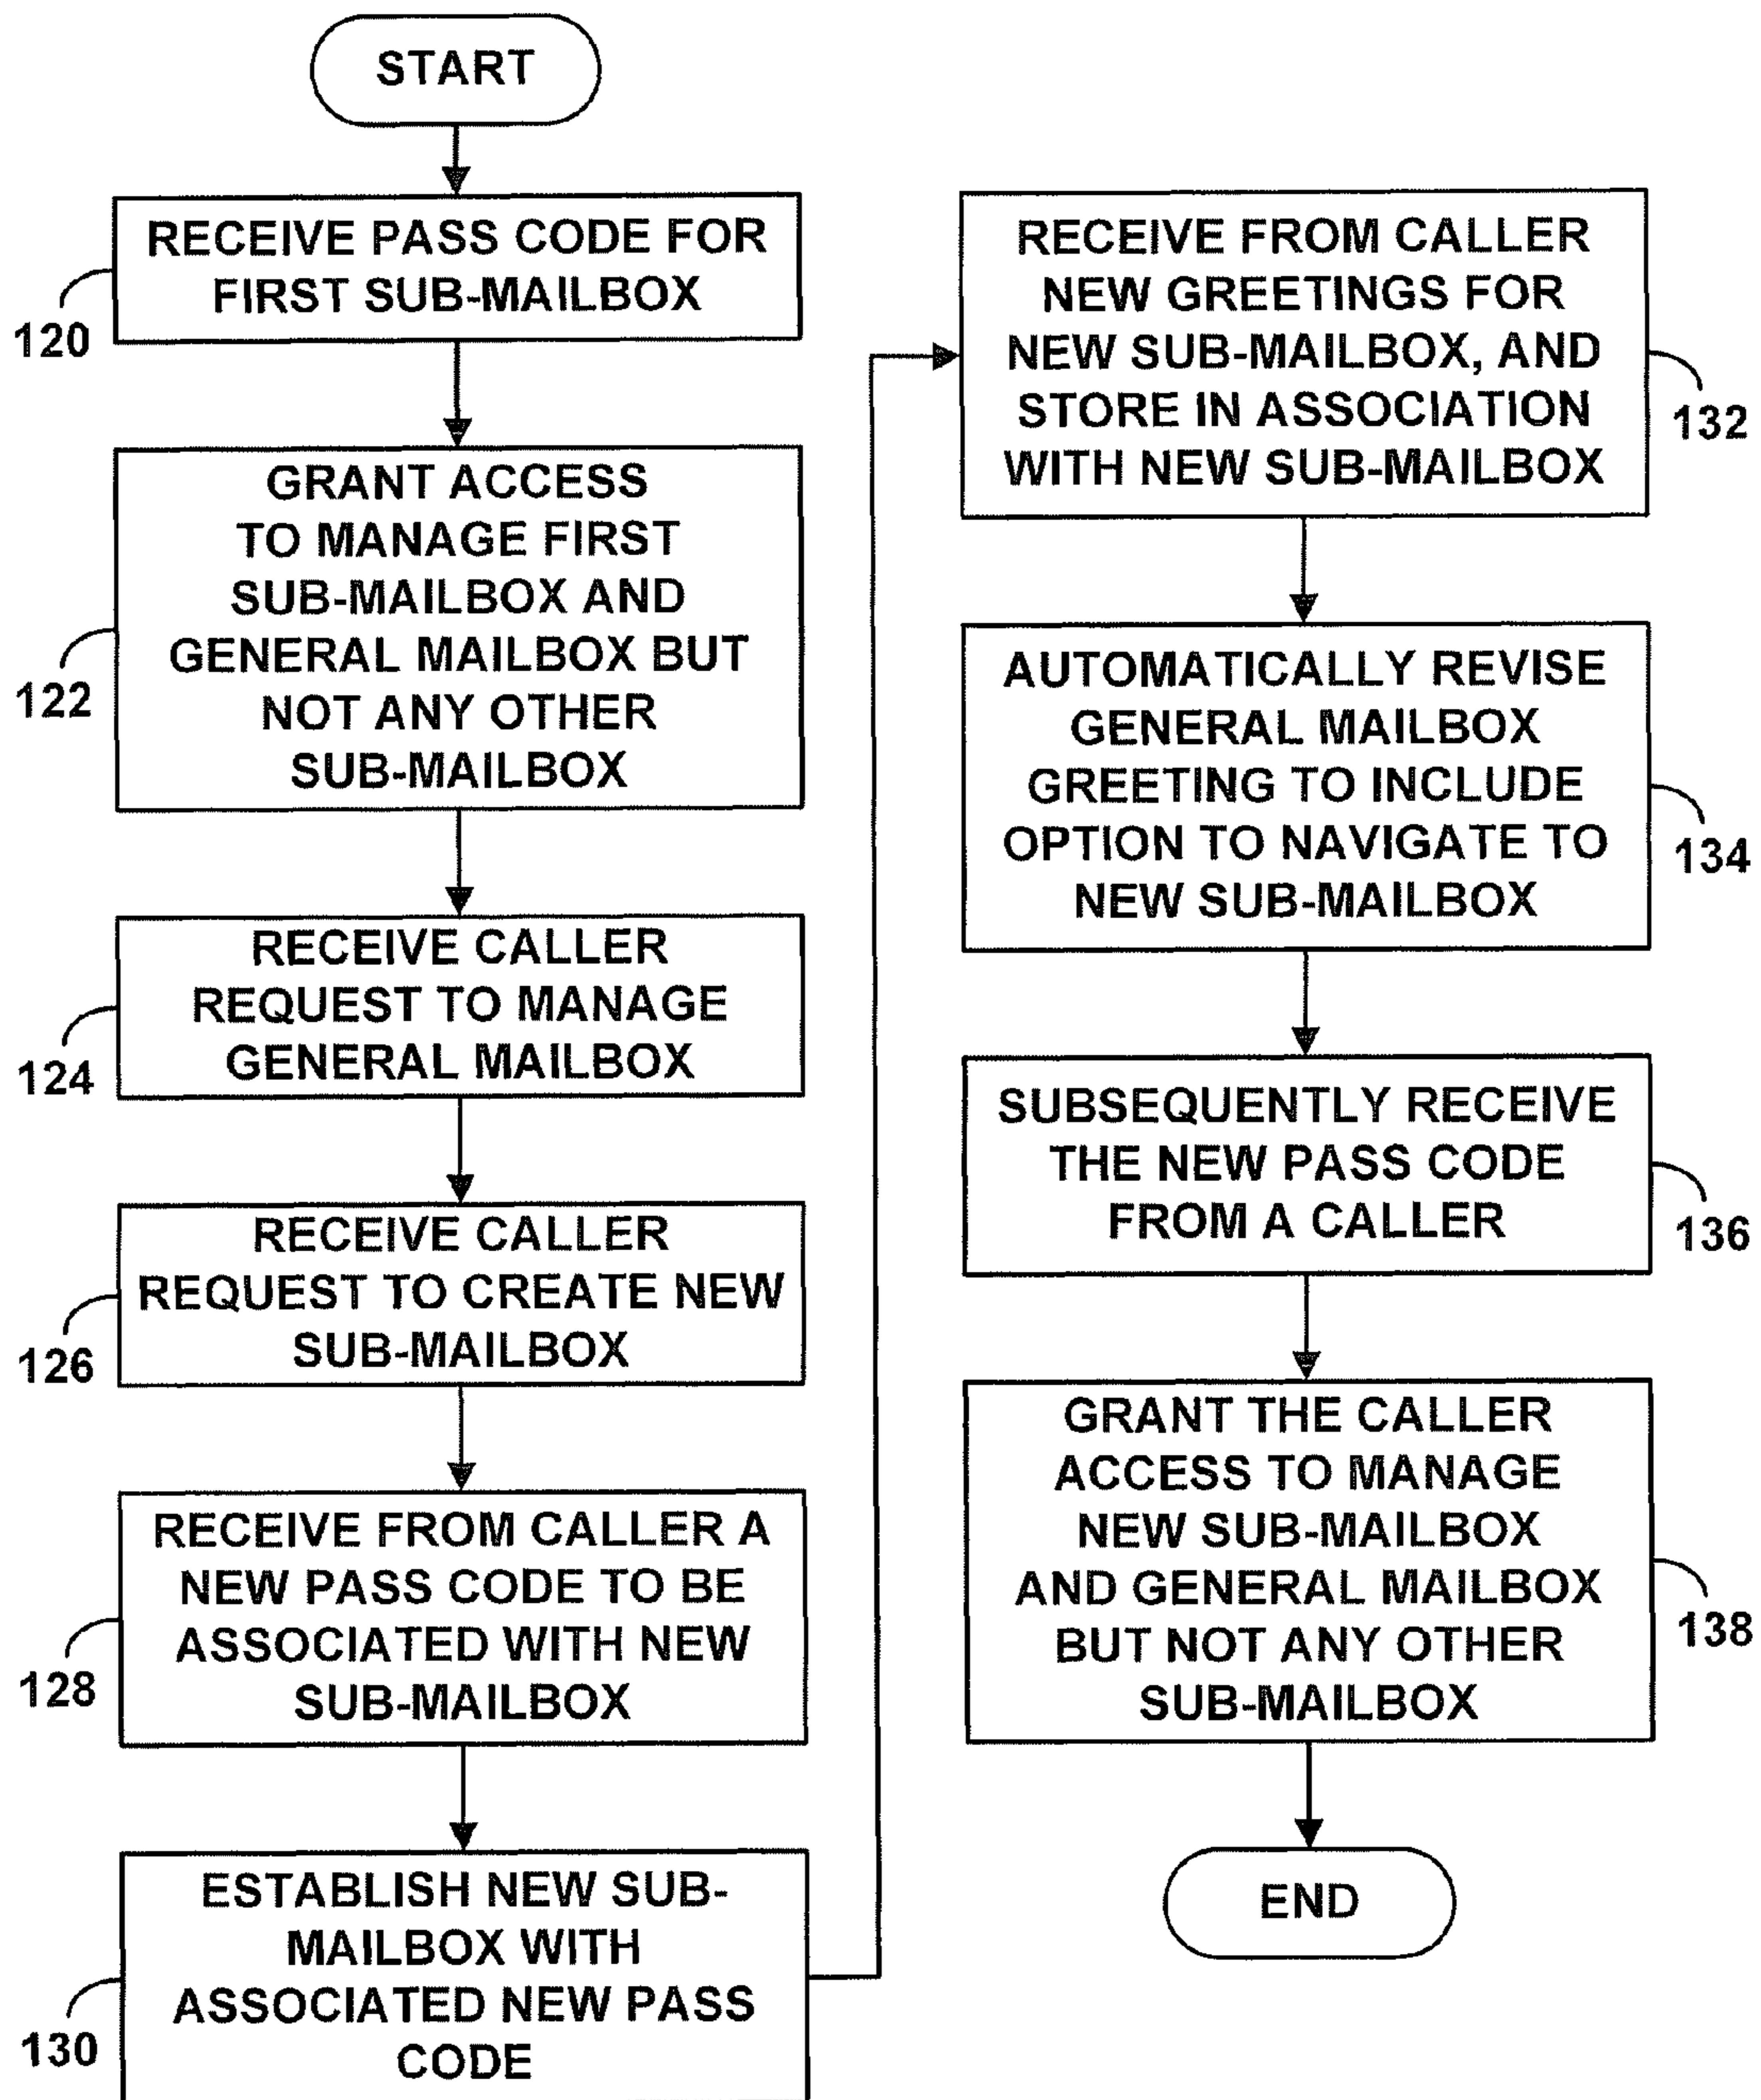 START
RECEIVE PASS CODE FOR
FIRST SUB-MAILBOX
120
GRANT ACCESS
TO MANAGE FIRST
SUB-MAILBOX AND
GENERAL MAILBOX BUT
NOT ANY OTHER
SUB-MAILBOX
122
RECEIVE CALLER
REQUEST TO MANAGE
GENERAL MAILBOX
124
RECEIVE CALLER
REQUEST TO CREATE NEW
SUB-MAILBOX
126
RECEIVE FROM CALLER A
NEW PASS CODE TO BE
ASSOCIATED WITH NEW
SUB-MAILBOX
128
ESTABLISH NEW SUB-
MAILBOX WITH
ASSOCIATED NEW PASS
CODE
130
RECEIVE FROM CALLER
NEW GREETINGS FOR
NEW SUB-MAILBOX, AND
STORE IN ASSOCIATION
WITH NEW SUB-MAILBOX
132
AUTOMATICALLY REVISE
GENERAL MAILBOX
GREETING TO INCLUDE
OPTION TO NAVIGATE TO
NEW SUB-MAILBOX
134
SUBSEQUENTLY RECEIVE
THE NEW PASS CODE
FROM A CALLER
136
GRANT THE CALLER
ACCESS TO MANAGE
NEW SUB-MAILBOX
AND GENERAL MAILBOX
BUT NOT ANY OTHER
SUB-MAILBOX
138
END